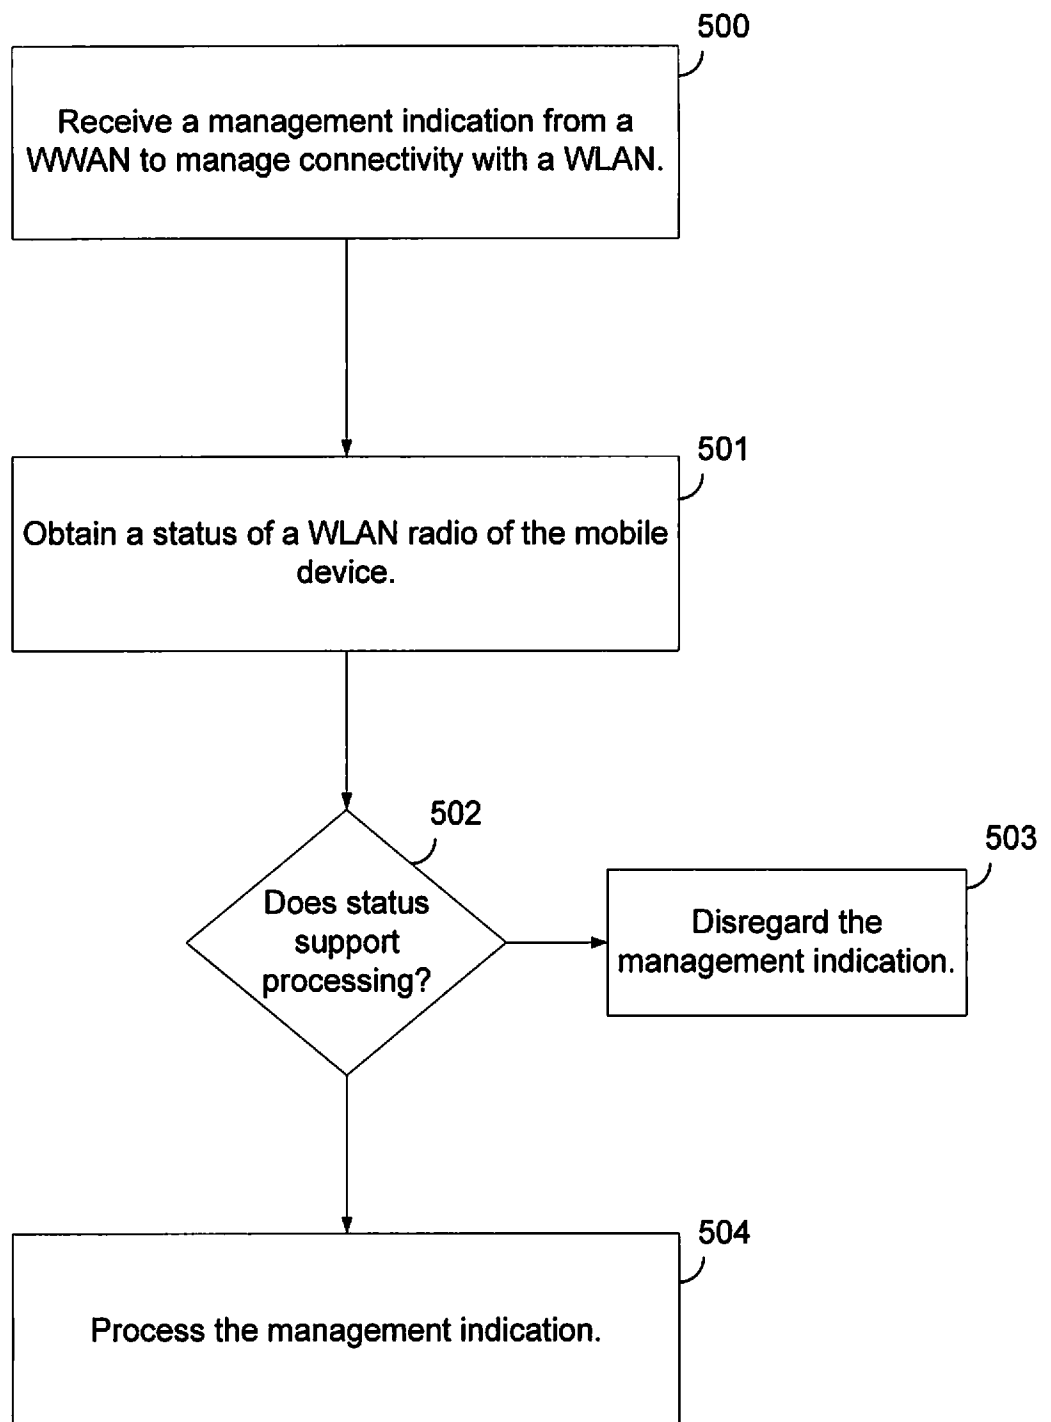 500
Receive a management indication from a
WWAN to manage connectivity with a WLAN.
501
Obtain a status of a WLAN radio of the mobile
device.
502
Does status
support
processing?
503
Disregard the
management indication.
504
Process the management indication.